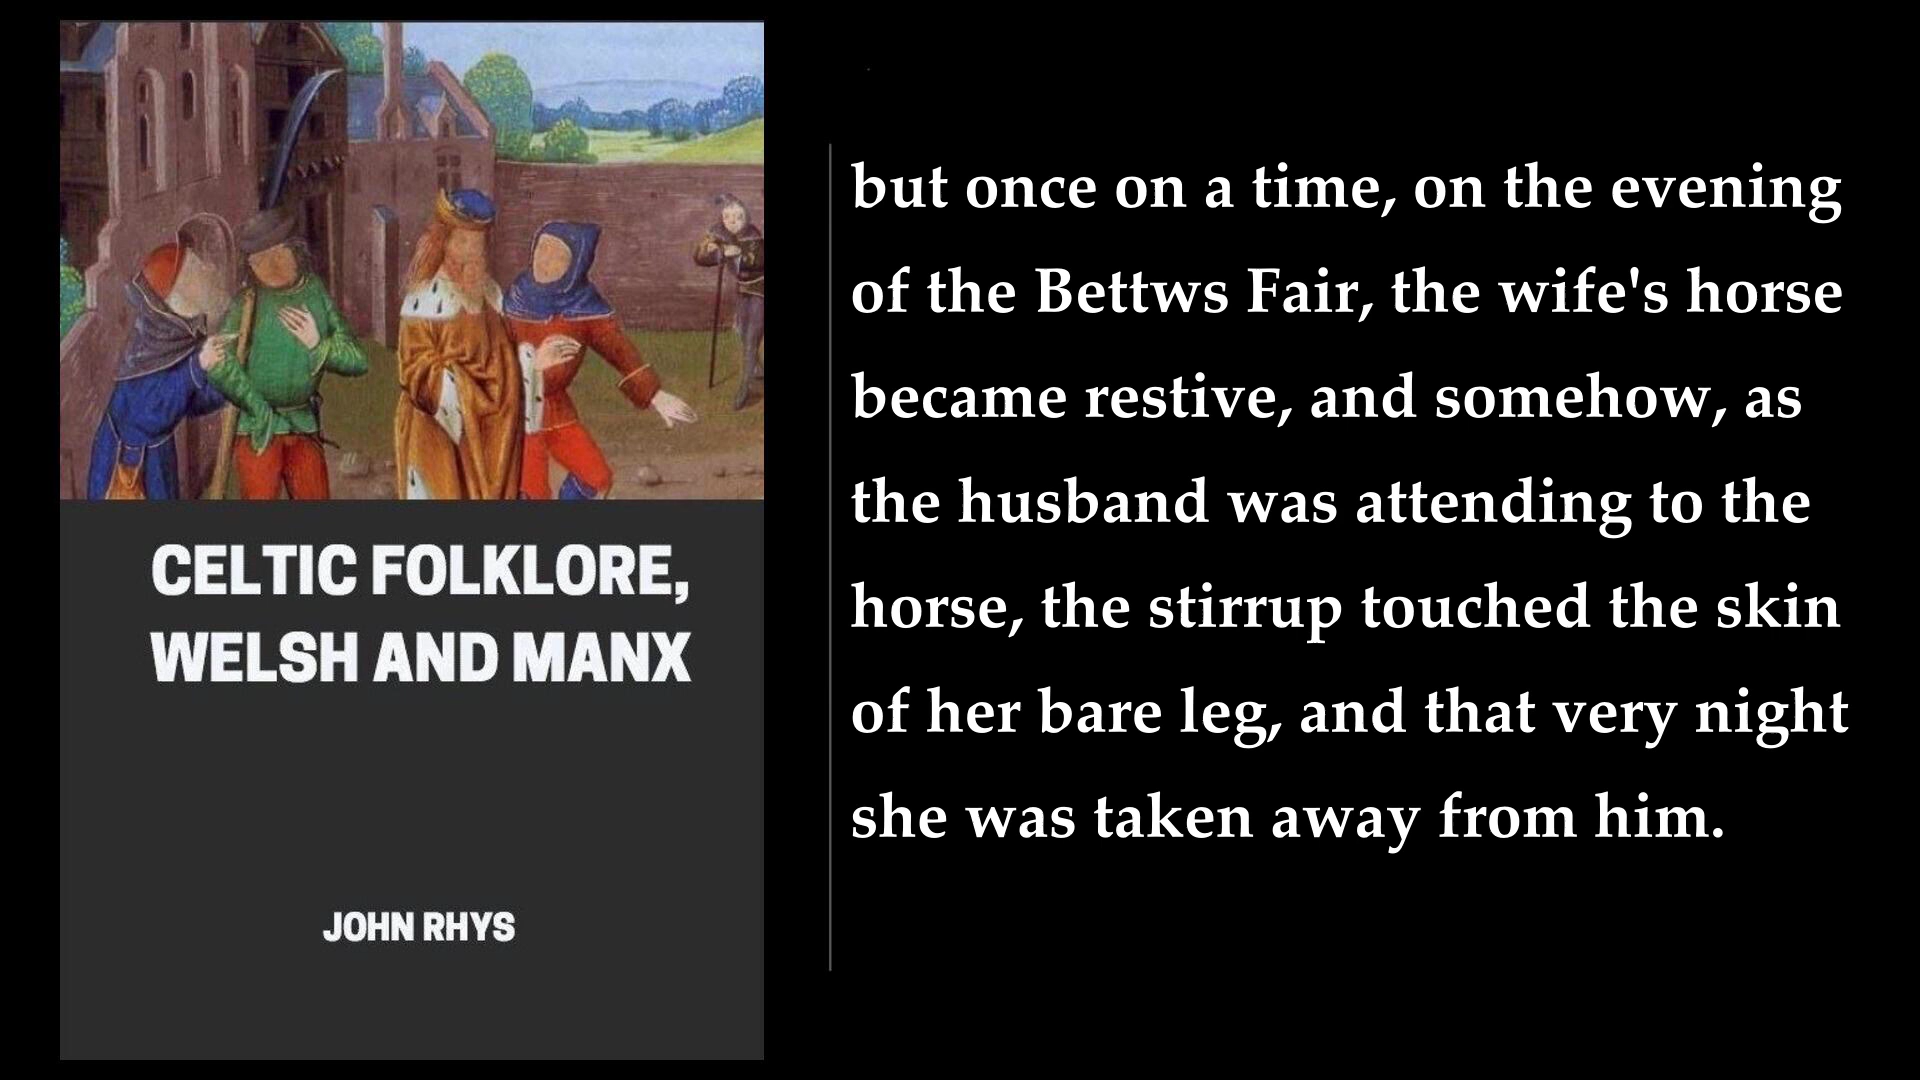 CELTIC FOLKLORE,
WELSH AND MANX
JOHN RHYS
but once on a time, on the evening
of the Bettws Fair, the wife's horse
became restive, and somehow, as
the husband was attending to the
horse, the stirrup touched the skin
of her bare leg, and that very night
she was taken away from him.